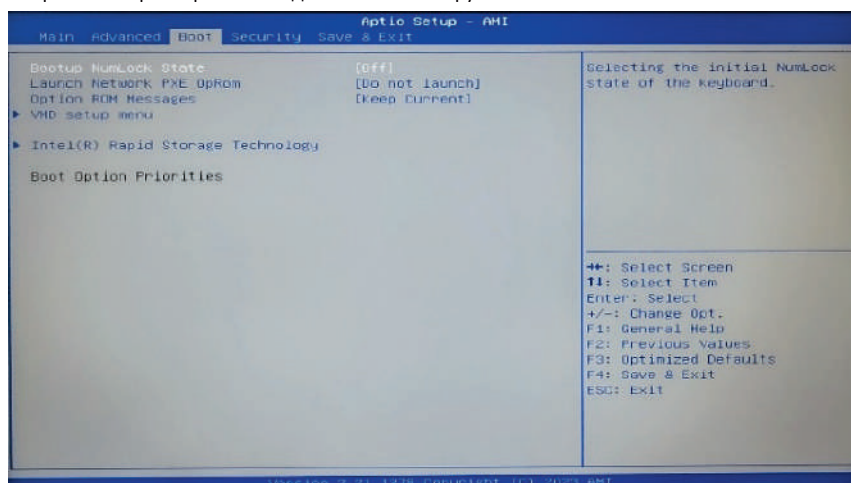 Aptio Setup - AMI
Main Advanced Boot Security Save & Exit
Bootup NumLock State [Off]
Launch Network PXE OpRom [Do not launch]
Option ROM Messages [Keep Current]
VMD setup menu
Intel(R) Rapid Storage Technology
Boot Option Priorities
Selecting the initial NumLock
state of the keyboard.
→←: Select Screen
↑↓: Select Item
Enter: Select
+/-: Change Opt.
F1: General Help
F2: Previous Values
F3: Optimized Defaults
F4: Save & Exit
ESC: Exit
Copyright (C) 2023 AMI